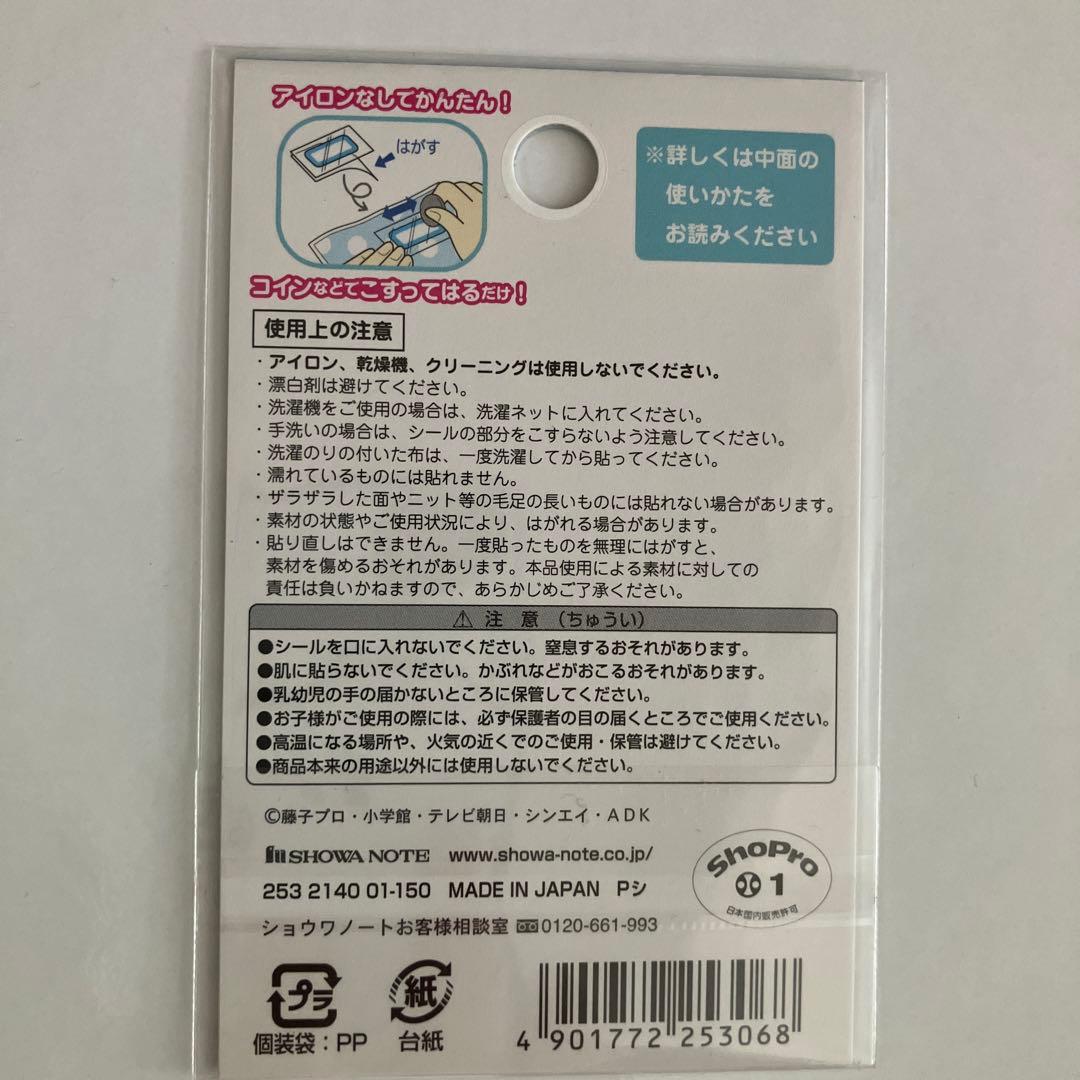 アイロンなしでかんたん!
はがす
※詳しくは中面の
使いかたを
お読みください
コインなどでこすってはるだけ!
使用上の注意
・アイロン、乾燥機、クリーニングは使用しないでください。
・漂白剤は避けてください。
・洗濯機をご使用の場合は、洗濯ネットに入れてください。
・手洗いの場合は、シールの部分をこすらないよう注意してください。
・洗濯のりの付いた布は、一度洗濯してから貼ってください。
・濡れているものには貼れません。
・ザラザラした面やニット等の毛足の長いものには貼れない場合があります。
・素材の状態やご使用状況により、はがれる場合があります。
・貼り直しはできません。一度貼ったものを無理にはがすと、
素材を傷めるおそれがあります。本品使用による素材に対しての
責任は負いかねますので、あらかじめご了承ください。
⚠ 注 意 (ちゅうい)
●シールを口に入れないでください。窒息するおそれがあります。
●肌に貼らないでください。かぶれなどがおこるおそれがあります。
●乳幼児の手の届かないところに保管してください。
●お子様がご使用の際には、必ず保護者の目の届くところでご使用ください。
●高温になる場所や、火気の近くでのご使用・保管は避けてください。
●商品本来の用途以外には使用しないでください。
©藤子プロ・小学館・テレビ朝日・シンエイ・ADK
SHOWA NOTE www.showa-note.co.jp/
253 2140 01-150 MADE IN JAPAN Pシ
ショウワノートお客様相談室 0120-661-993
ShoPro
1
日本国内販売許可
プラ
個装袋:PP
紙
台紙
4 901772 253068